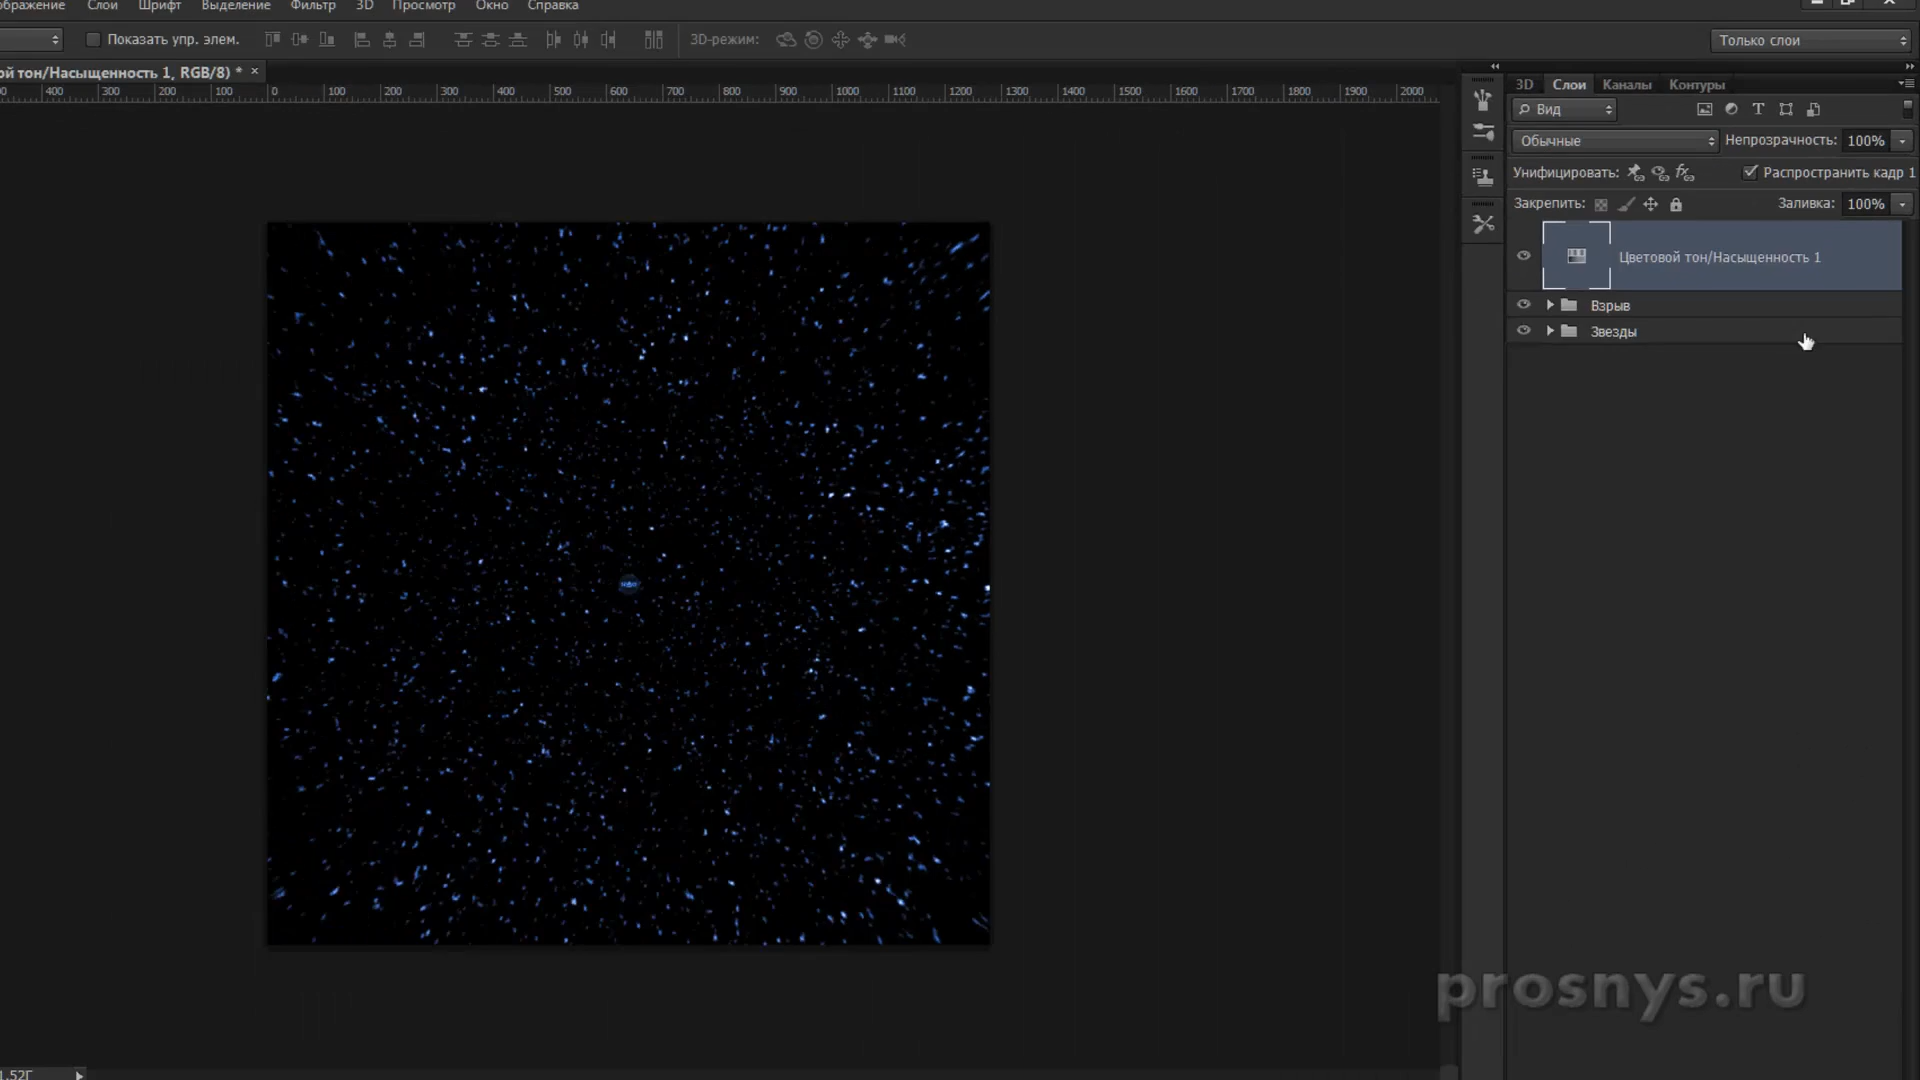 ображение Слои Шрифт Выделение Фильтр 3D Просмотр Окно Справка
Показать упр. элем. 3D-режим: Только слои
ой тон/Насыщенность 1, RGB/8) * ×
400 300 200 100 0 100 200 300 400 500 600 700 800 900 1000 1100 1200 1300 1400 1500 1600 1700 1800 1900 2000
3D Слои Каналы Контуры
Вид
Обычные Непрозрачность: 100%
Унифицировать: Распространить кадр 1
Закрепить: Заливка: 100%
Цветовой тон/Насыщенность 1
Взрыв
Звезды
prosnys.ru
1,52Г